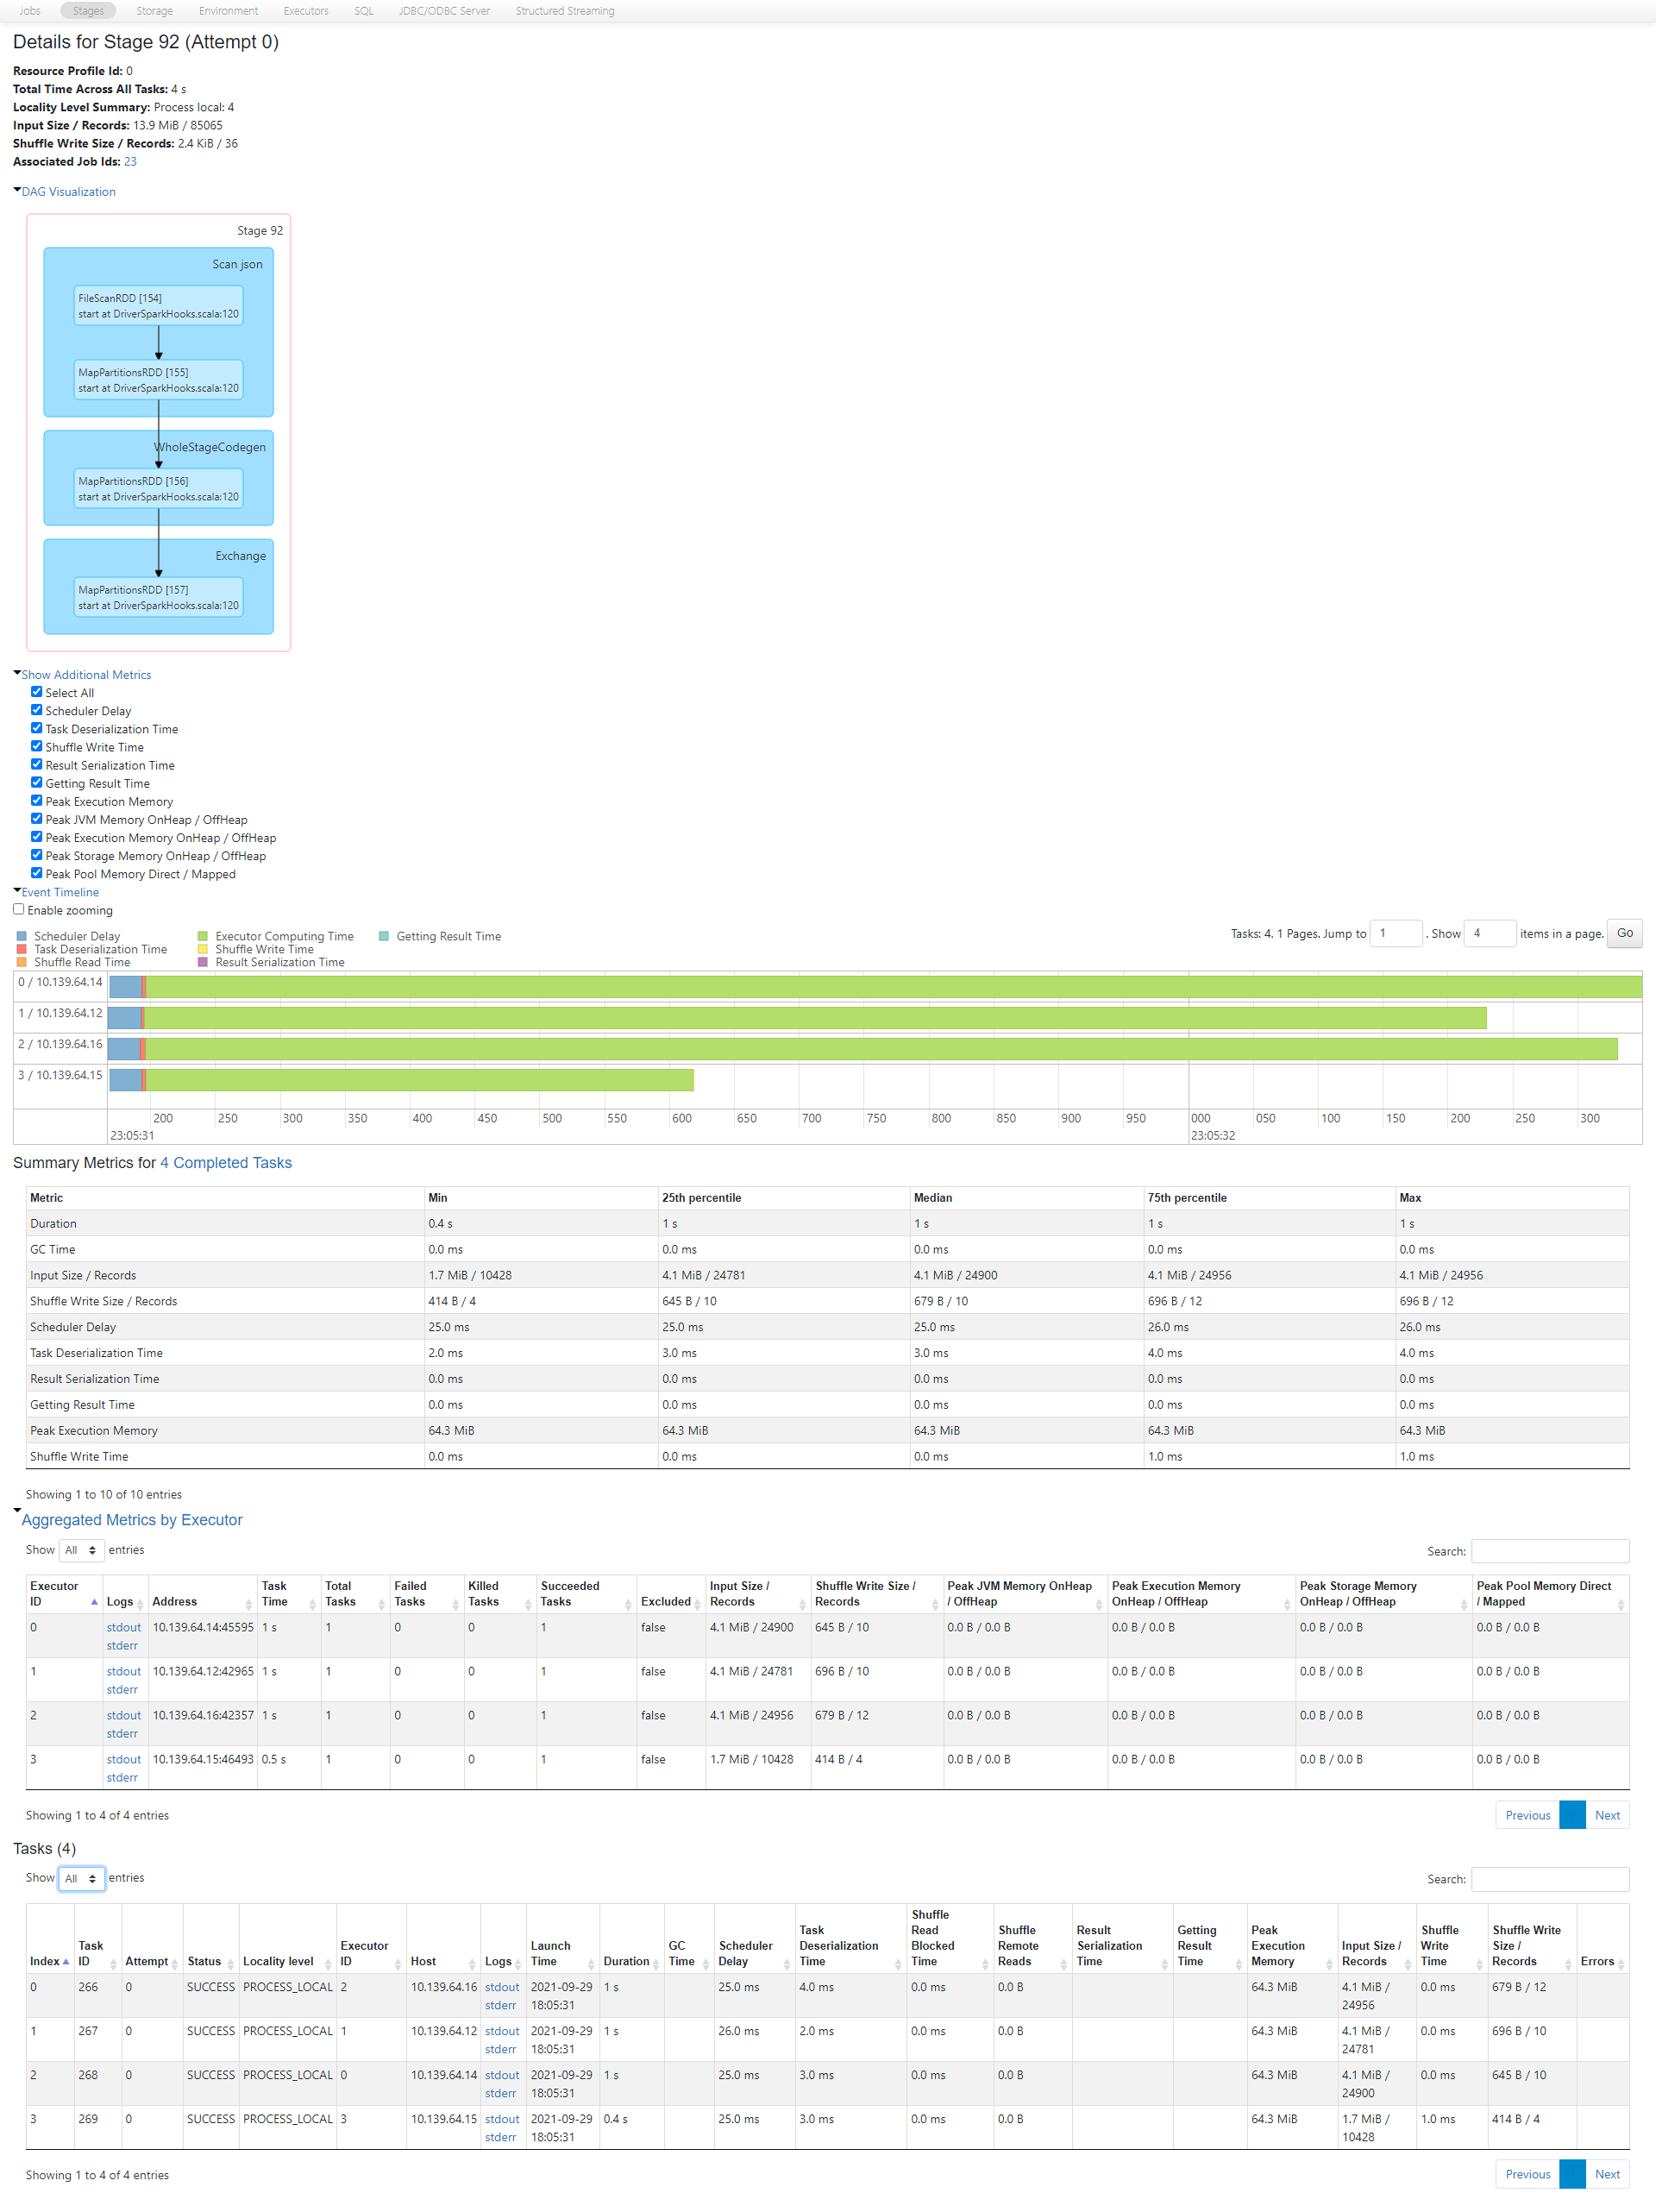 Jobs Stages Storage Environment Executors SQL JDBC/ODBC Server Structured Streaming
Details for Stage 92 (Attempt 0)
Resource Profile Id: 0
Total Time Across All Tasks: 4 s
Locality Level Summary: Process local: 4
Input Size / Records: 13.9 MiB / 85065
Shuffle Write Size / Records: 2.4 KiB / 36
Associated Job Ids: 23
DAG Visualization
Stage 92
Scan json
FileScanRDD [154]
start at DriverSparkHooks.scala:120
MapPartitionsRDD [155]
start at DriverSparkHooks.scala:120
WholeStageCodegen
MapPartitionsRDD [156]
start at DriverSparkHooks.scala:120
Exchange
MapPartitionsRDD [157]
start at DriverSparkHooks.scala:120
Show Additional Metrics
Select All
Scheduler Delay
Task Deserialization Time
Shuffle Write Time
Result Serialization Time
Getting Result Time
Peak Execution Memory
Peak JVM Memory OnHeap / OffHeap
Peak Execution Memory OnHeap / OffHeap
Peak Storage Memory OnHeap / OffHeap
Peak Pool Memory Direct / Mapped
Event Timeline
Enable zooming
Scheduler Delay Executor Computing Time Getting Result Time
Task Deserialization Time Shuffle Write Time
Shuffle Read Time Result Serialization Time
Tasks: 4. 1 Pages. Jump to 1 . Show 4 items in a page. Go
0 / 10.139.64.14
1 / 10.139.64.12
2 / 10.139.64.16
3 / 10.139.64.15
200 250 300 350 400 450 500 550 600 650 700 750 800 850 900 950 000 050 100 150 200 250 300
23:05:31 23:05:32
Summary Metrics for 4 Completed Tasks
Metric Min 25th percentile Median 75th percentile Max
Duration 0.4 s 1 s 1 s 1 s 1 s
GC Time 0.0 ms 0.0 ms 0.0 ms 0.0 ms 0.0 ms
Input Size / Records 1.7 MiB / 10428 4.1 MiB / 24781 4.1 MiB / 24900 4.1 MiB / 24956 4.1 MiB / 24956
Shuffle Write Size / Records 414 B / 4 645 B / 10 679 B / 10 696 B / 12 696 B / 12
Scheduler Delay 25.0 ms 25.0 ms 25.0 ms 26.0 ms 26.0 ms
Task Deserialization Time 2.0 ms 3.0 ms 3.0 ms 4.0 ms 4.0 ms
Result Serialization Time 0.0 ms 0.0 ms 0.0 ms 0.0 ms 0.0 ms
Getting Result Time 0.0 ms 0.0 ms 0.0 ms 0.0 ms 0.0 ms
Peak Execution Memory 64.3 MiB 64.3 MiB 64.3 MiB 64.3 MiB 64.3 MiB
Shuffle Write Time 0.0 ms 0.0 ms 0.0 ms 1.0 ms 1.0 ms
Showing 1 to 10 of 10 entries
Aggregated Metrics by Executor
Show All entries Search:
Executor ID Logs Address Task Time Total Tasks Failed Tasks Killed Tasks Succeeded Tasks Excluded Input Size / Records Shuffle Write Size / Records Peak JVM Memory OnHeap / OffHeap Peak Execution Memory OnHeap / OffHeap Peak Storage Memory OnHeap / OffHeap Peak Pool Memory Direct / Mapped
0 stdout 10.139.64.14:45595 1 s 1 0 0 1 false 4.1 MiB / 24900 645 B / 10 0.0 B / 0.0 B 0.0 B / 0.0 B 0.0 B / 0.0 B 0.0 B / 0.0 B
stderr
1 stdout 10.139.64.12:42965 1 s 1 0 0 1 false 4.1 MiB / 24781 696 B / 10 0.0 B / 0.0 B 0.0 B / 0.0 B 0.0 B / 0.0 B 0.0 B / 0.0 B
stderr
2 stdout 10.139.64.16:42357 1 s 1 0 0 1 false 4.1 MiB / 24956 679 B / 12 0.0 B / 0.0 B 0.0 B / 0.0 B 0.0 B / 0.0 B 0.0 B / 0.0 B
stderr
3 stdout 10.139.64.15:46493 0.5 s 1 0 0 1 false 1.7 MiB / 10428 414 B / 4 0.0 B / 0.0 B 0.0 B / 0.0 B 0.0 B / 0.0 B 0.0 B / 0.0 B
stderr
Showing 1 to 4 of 4 entries Previous Next
Tasks (4)
Show All entries Search:
Index Task ID Attempt Status Locality level Executor ID Host Logs Launch Time Duration GC Time Scheduler Delay Task Deserialization Time Shuffle Read Blocked Time Shuffle Remote Reads Result Serialization Time Getting Result Time Peak Execution Memory Input Size / Records Shuffle Write Time Shuffle Write Size / Records Errors
0 266 0 SUCCESS PROCESS_LOCAL 2 10.139.64.16 stdout 2021-09-29 1 s 25.0 ms 4.0 ms 0.0 ms 0.0 B 64.3 MiB 4.1 MiB / 0.0 ms 679 B / 12
stderr 18:05:31 24956
1 267 0 SUCCESS PROCESS_LOCAL 1 10.139.64.12 stdout 2021-09-29 1 s 26.0 ms 2.0 ms 0.0 ms 0.0 B 64.3 MiB 4.1 MiB / 0.0 ms 696 B / 10
stderr 18:05:31 24781
2 268 0 SUCCESS PROCESS_LOCAL 0 10.139.64.14 stdout 2021-09-29 1 s 25.0 ms 3.0 ms 0.0 ms 0.0 B 64.3 MiB 4.1 MiB / 0.0 ms 645 B / 10
stderr 18:05:31 24900
3 269 0 SUCCESS PROCESS_LOCAL 3 10.139.64.15 stdout 2021-09-29 0.4 s 25.0 ms 3.0 ms 0.0 ms 0.0 B 64.3 MiB 1.7 MiB / 1.0 ms 414 B / 4
stderr 18:05:31 10428
Showing 1 to 4 of 4 entries Previous Next